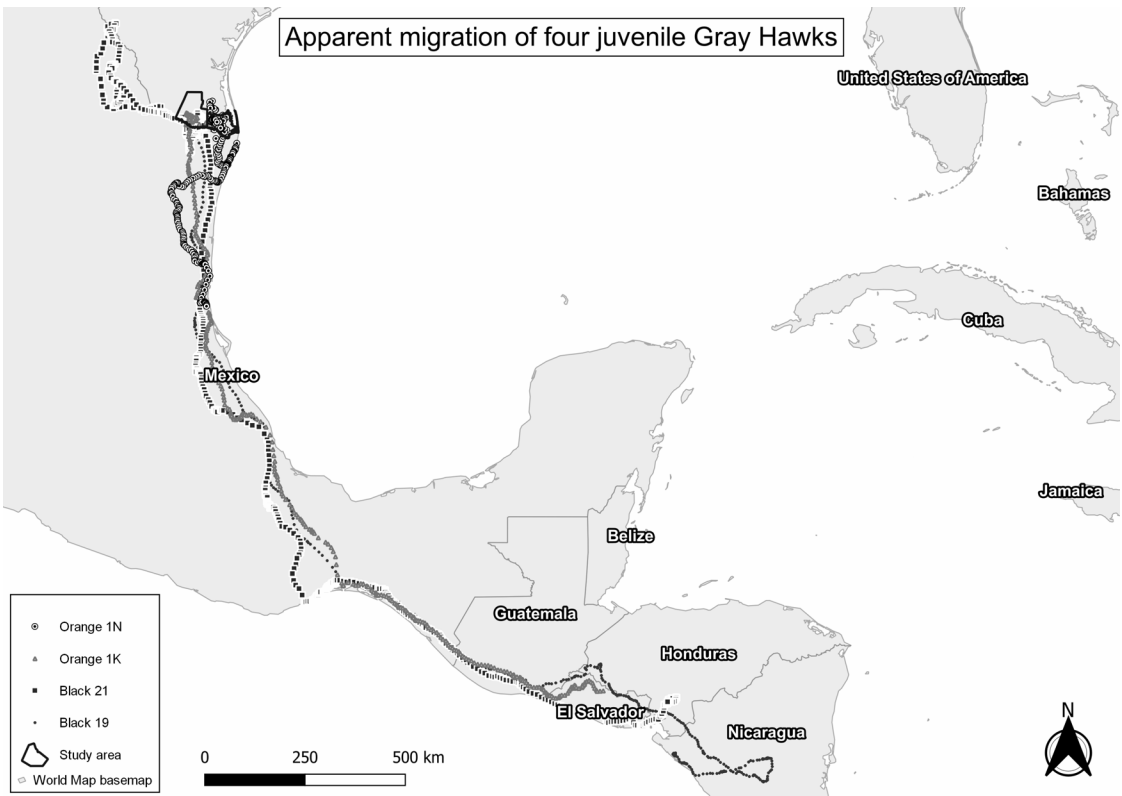 Apparent migration of four juvenile Gray Hawks
United States of America
Bahamas
Cuba
Mexico
Jamaica
Belize
Guatemala
Honduras
El Salvador
Nicaragua
Orange 1N
Orange 1K
Black 21
Black 19
Study area
World Map basemap
0 250 500 km
N